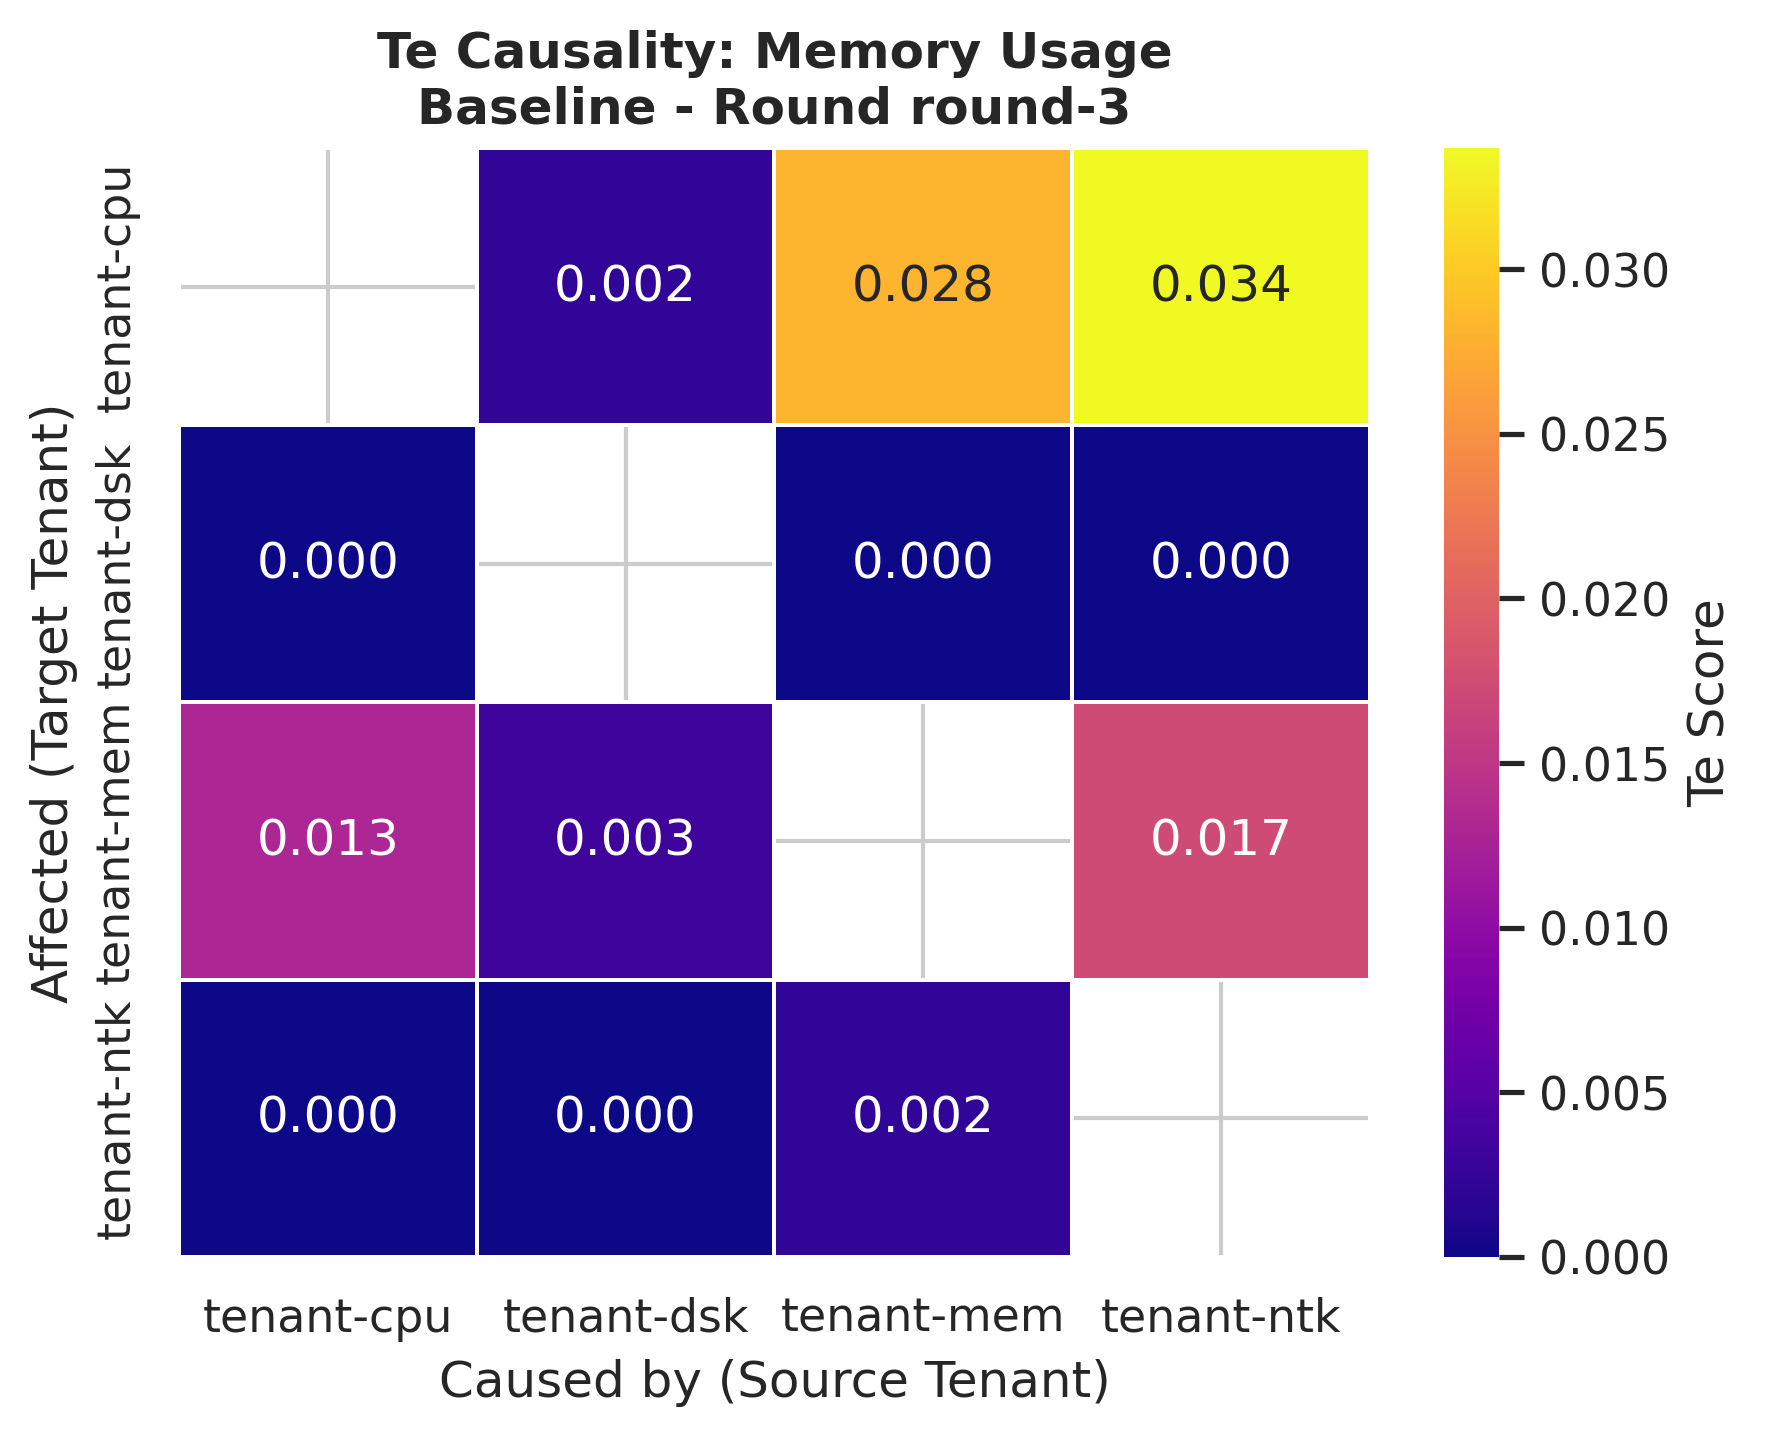 Te Causality: Memory Usage
Baseline - Round round-3
Affected (Target Tenant)
tenant-cpu
0.002
0.028
0.034
tenant-dsk
0.000
0.000
0.000
tenant-mem
0.013
0.003
0.017
tenant-ntk
0.000
0.000
0.002
tenant-cpu
tenant-dsk
tenant-mem
tenant-ntk
Caused by (Source Tenant)
0.030
0.025
0.020
0.015
0.010
0.005
0.000
Te Score